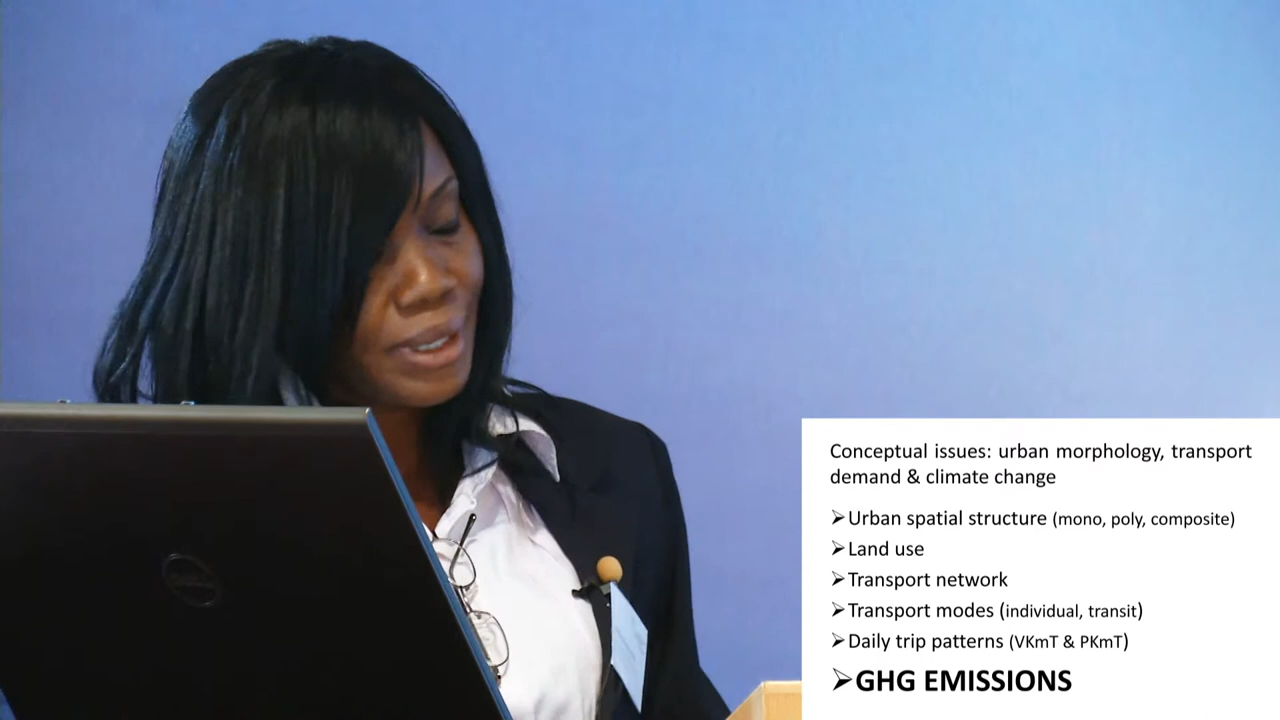 Conceptual issues: urban morphology, transport
demand & climate change
➢Urban spatial structure (mono, poly, composite)
➢Land use
➢Transport network
➢Transport modes (individual, transit)
➢Daily trip patterns (VKmT & PKmT)
➢GHG EMISSIONS